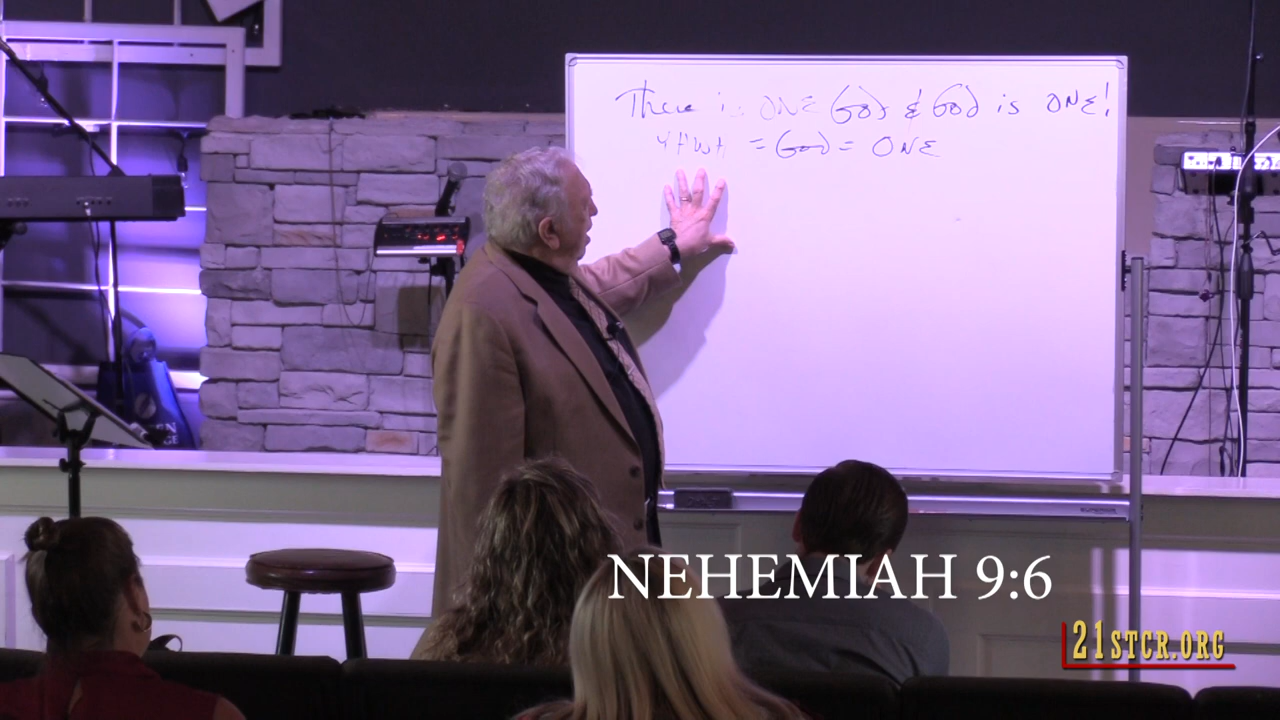 There is ONE God & God is ONE!
YHWH = God = ONE
NEHEMIAH 9:6
21STCR.ORG